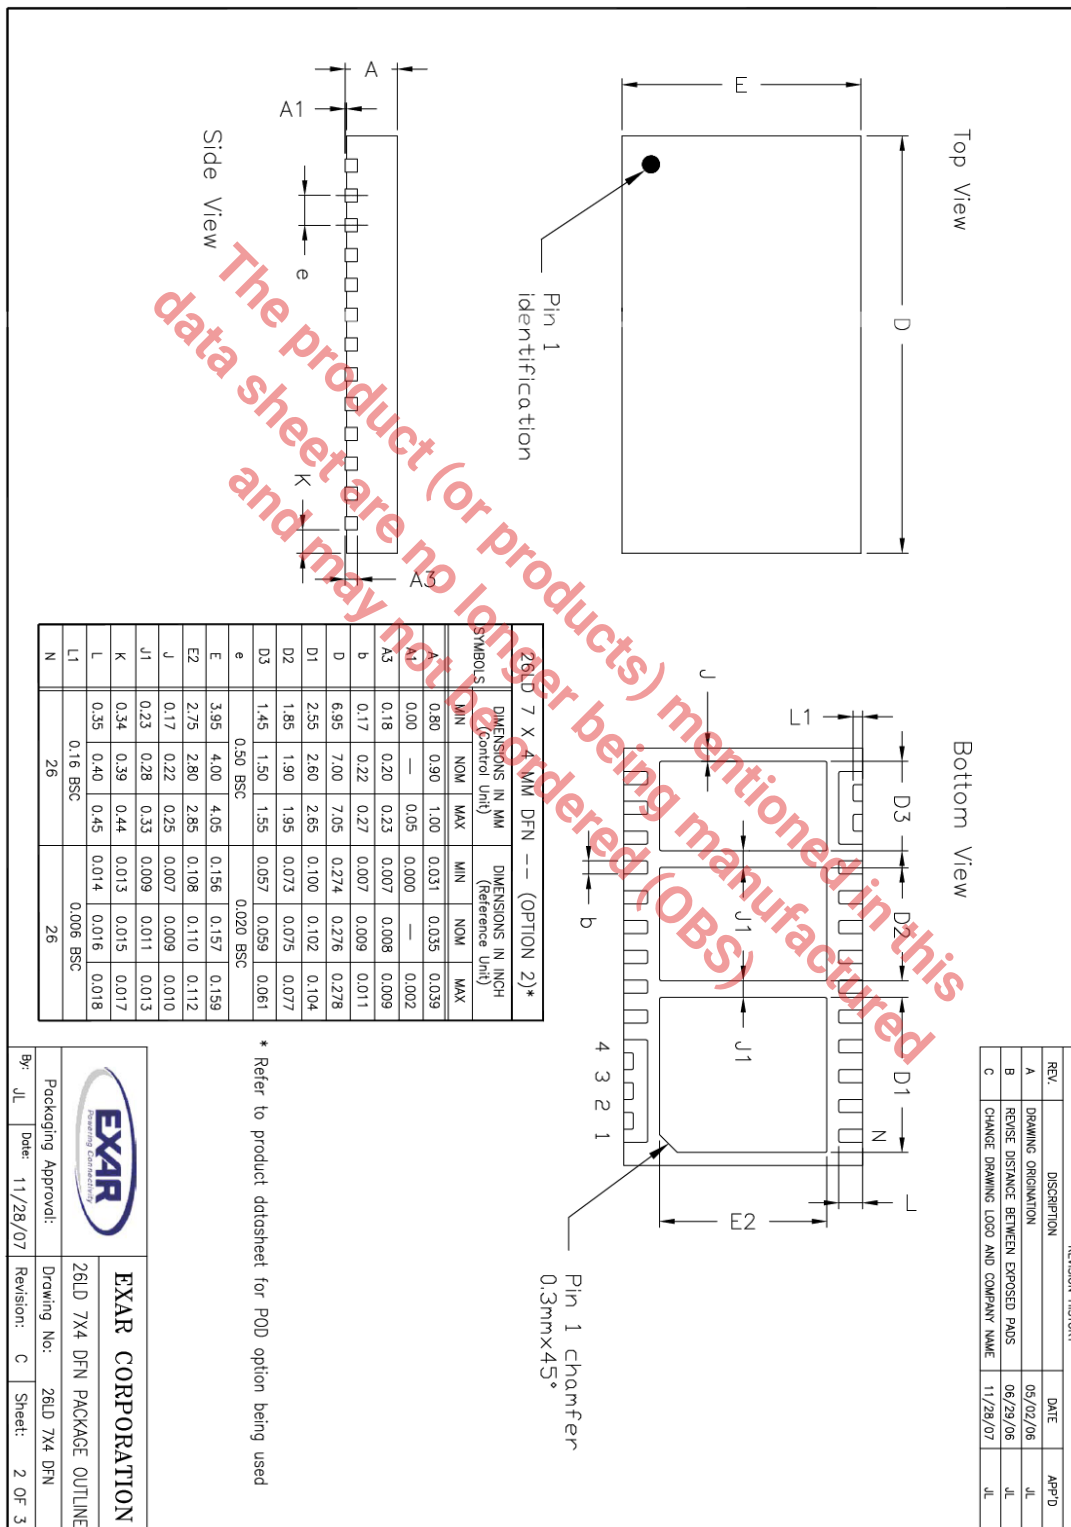 REVISION HISTORY
REV. DISCRIPTION DATE APP'D
A DRAWING ORIGINATION 05/02/06 JL
B REVISE DISTANCE BETWEEN EXPOSED PADS 06/29/06 JL
C CHANGE DRAWING LOGO AND COMPANY NAME 11/28/07 JL
Top View
D
E
Pin 1
identification
Side View
A
A1
e
K
A3
Bottom View
D3 D2 D1
L1
J
J1
J1
b
N
L
E2
4 3 2 1
Pin 1 chamfer
0.3mmx45°
The product (or products) mentioned in this
data sheet are no longer being manufactured
and may not be ordered (OBS)
26LD 7 X 4 MM DFN -- (OPTION 2)*
SYMBOLS DIMENSIONS IN MM (Control Unit) DIMENSIONS IN INCH (Reference Unit)
MIN NOM MAX MIN NOM MAX
A 0.80 0.90 1.00 0.031 0.035 0.039
A1 0.00 — 0.05 0.000 — 0.002
A3 0.18 0.20 0.23 0.007 0.008 0.009
b 0.17 0.22 0.27 0.007 0.009 0.011
D 6.95 7.00 7.05 0.274 0.276 0.278
D1 2.55 2.60 2.65 0.100 0.102 0.104
D2 1.85 1.90 1.95 0.073 0.075 0.077
D3 1.45 1.50 1.55 0.057 0.059 0.061
e 0.50 BSC 0.020 BSC
E 3.95 4.00 4.05 0.156 0.157 0.159
E2 2.75 2.80 2.85 0.108 0.110 0.112
J 0.17 0.22 0.25 0.007 0.009 0.010
J1 0.23 0.28 0.33 0.009 0.011 0.013
K 0.34 0.39 0.44 0.013 0.015 0.017
L 0.35 0.40 0.45 0.014 0.016 0.018
L1 0.16 BSC 0.006 BSC
N 26 26
* Refer to product datasheet for POD option being used
EXAR
Powering Connectivity
EXAR CORPORATION
26LD 7X4 DFN PACKAGE OUTLINE
Packaging Approval: Drawing No: 26LD 7X4 DFN
By: JL Date: 11/28/07 Revision: C Sheet: 2 OF 3